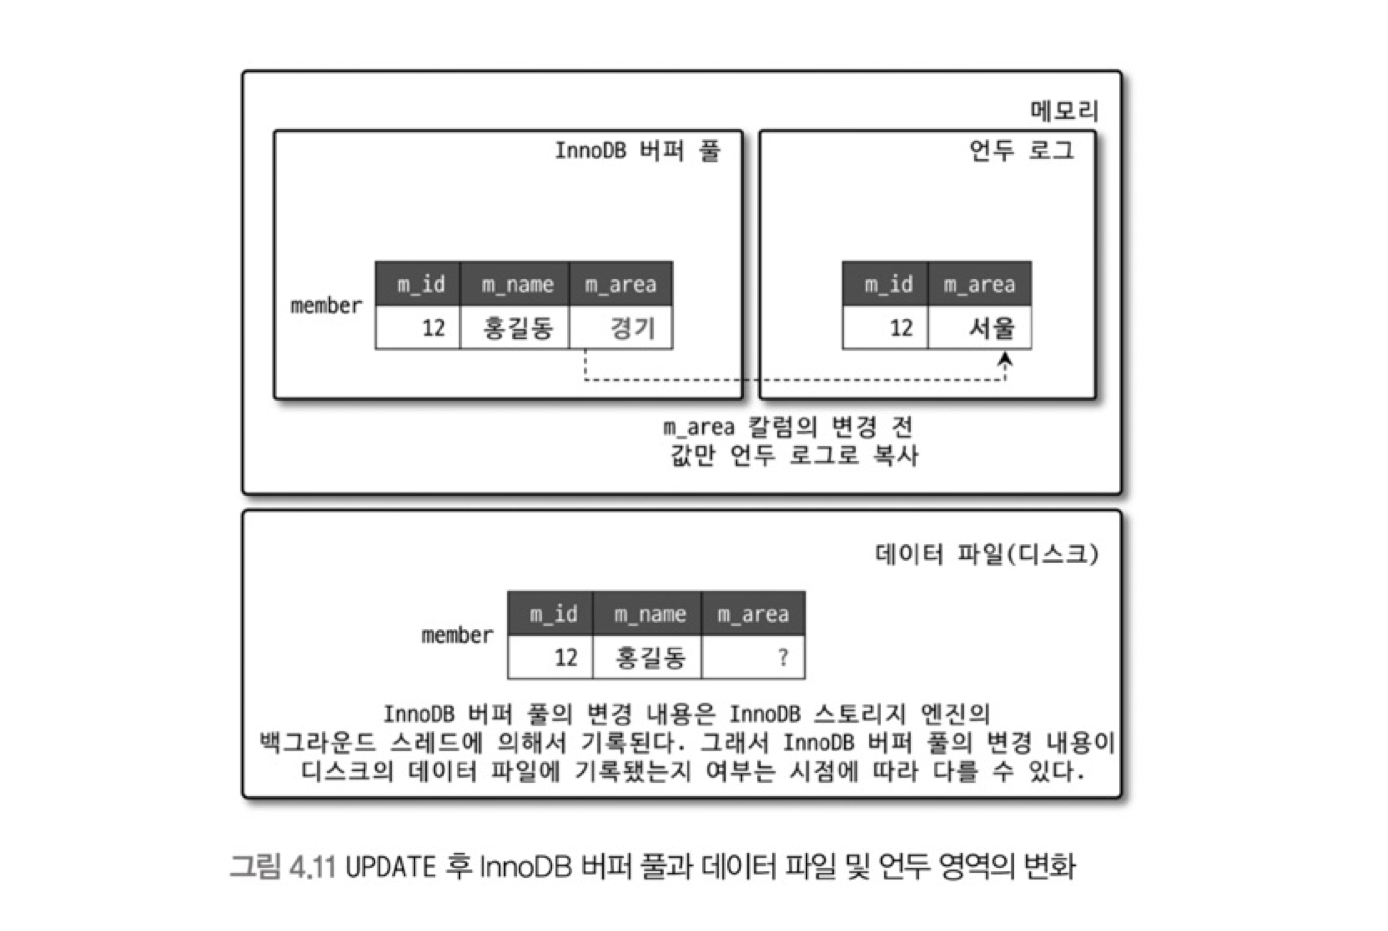 메모리
InnoDB 버퍼 풀
언두 로그
m_id m_name m_area
member
12 홍길동 경기
m_id m_area
12 서울
m_area 칼럼의 변경 전
값만 언두 로그로 복사
데이터 파일(디스크)
m_id m_name m_area
member
12 홍길동 ?
InnoDB 버퍼 풀의 변경 내용은 InnoDB 스토리지 엔진의
백그라운드 스레드에 의해서 기록된다. 그래서 InnoDB 버퍼 풀의 변경 내용이
디스크의 데이터 파일에 기록됐는지 여부는 시점에 따라 다를 수 있다.
그림 4.11 UPDATE 후 InnoDB 버퍼 풀과 데이터 파일 및 언두 영역의 변화